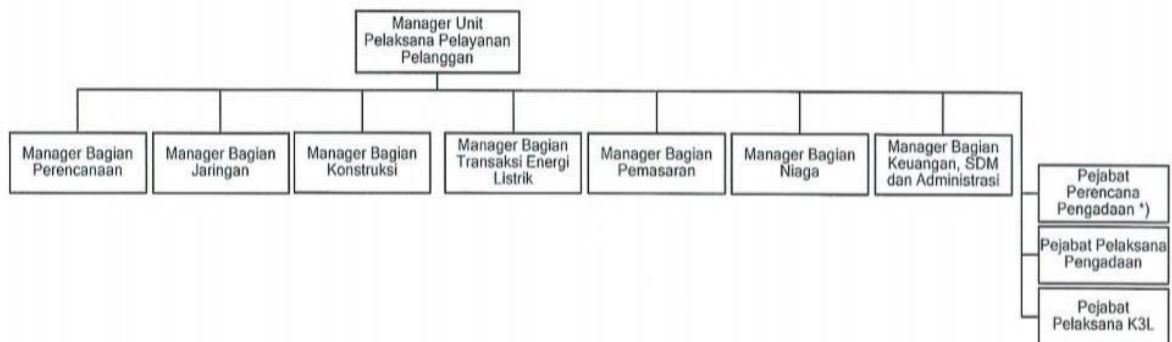 Manager Unit
Pelaksana Pelayanan
Pelanggan
Manager Bagian
Perencanaan
Manager Bagian
Jaringan
Manager Bagian
Konstruksi
Manager Bagian
Transaksi Energi
Listrik
Manager Bagian
Pemasaran
Manager Bagian
Niaga
Manager Bagian
Keuangan, SDM
dan Administrasi
Pejabat
Perencana
Pengadaan *)
Pejabat Pelaksana
Pengadaan
Pejabat
Pelaksana K3L